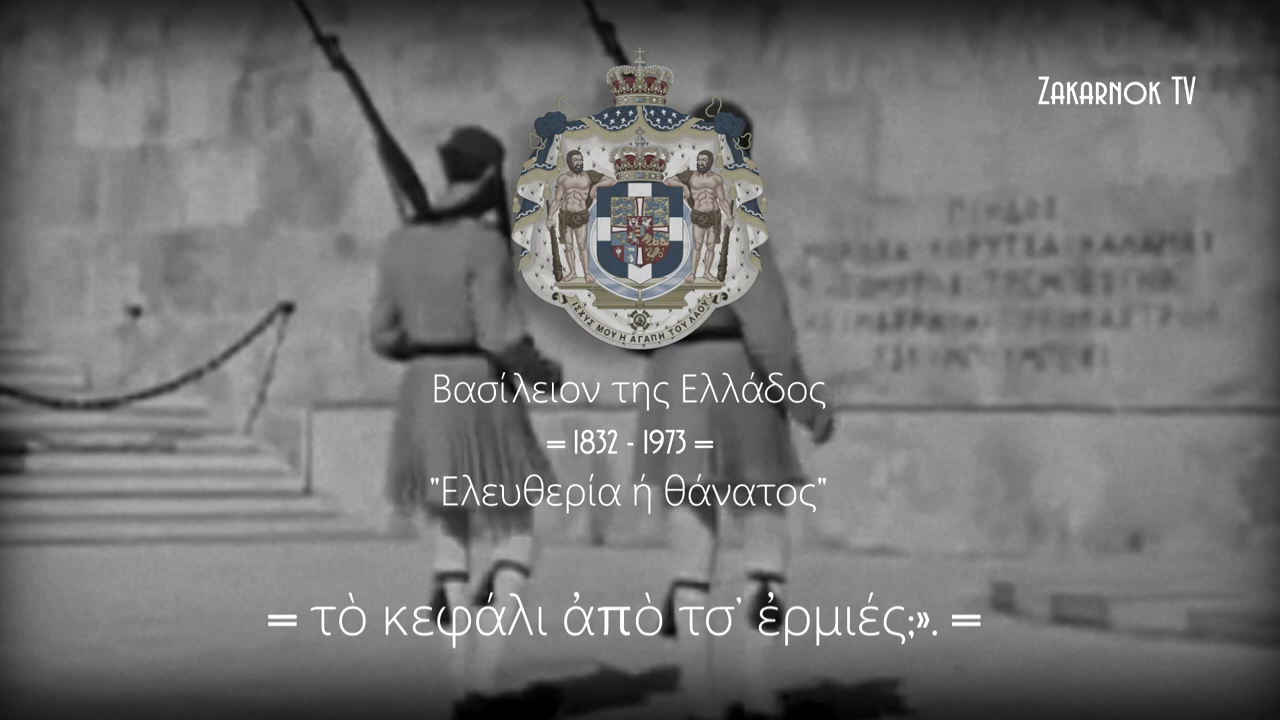 Zakarnok TV
ΙΣΧΥΣ ΜΟΥ Η ΑΓΑΠΗ ΤΟΥ ΛΑΟΥ
Βασίλειον της Ελλάδος
= 1832 - 1973 =
"Ελευθερία ή θάνατος"
= τὸ κεφάλι ἀπὸ τσ' ἐρμιές;». =